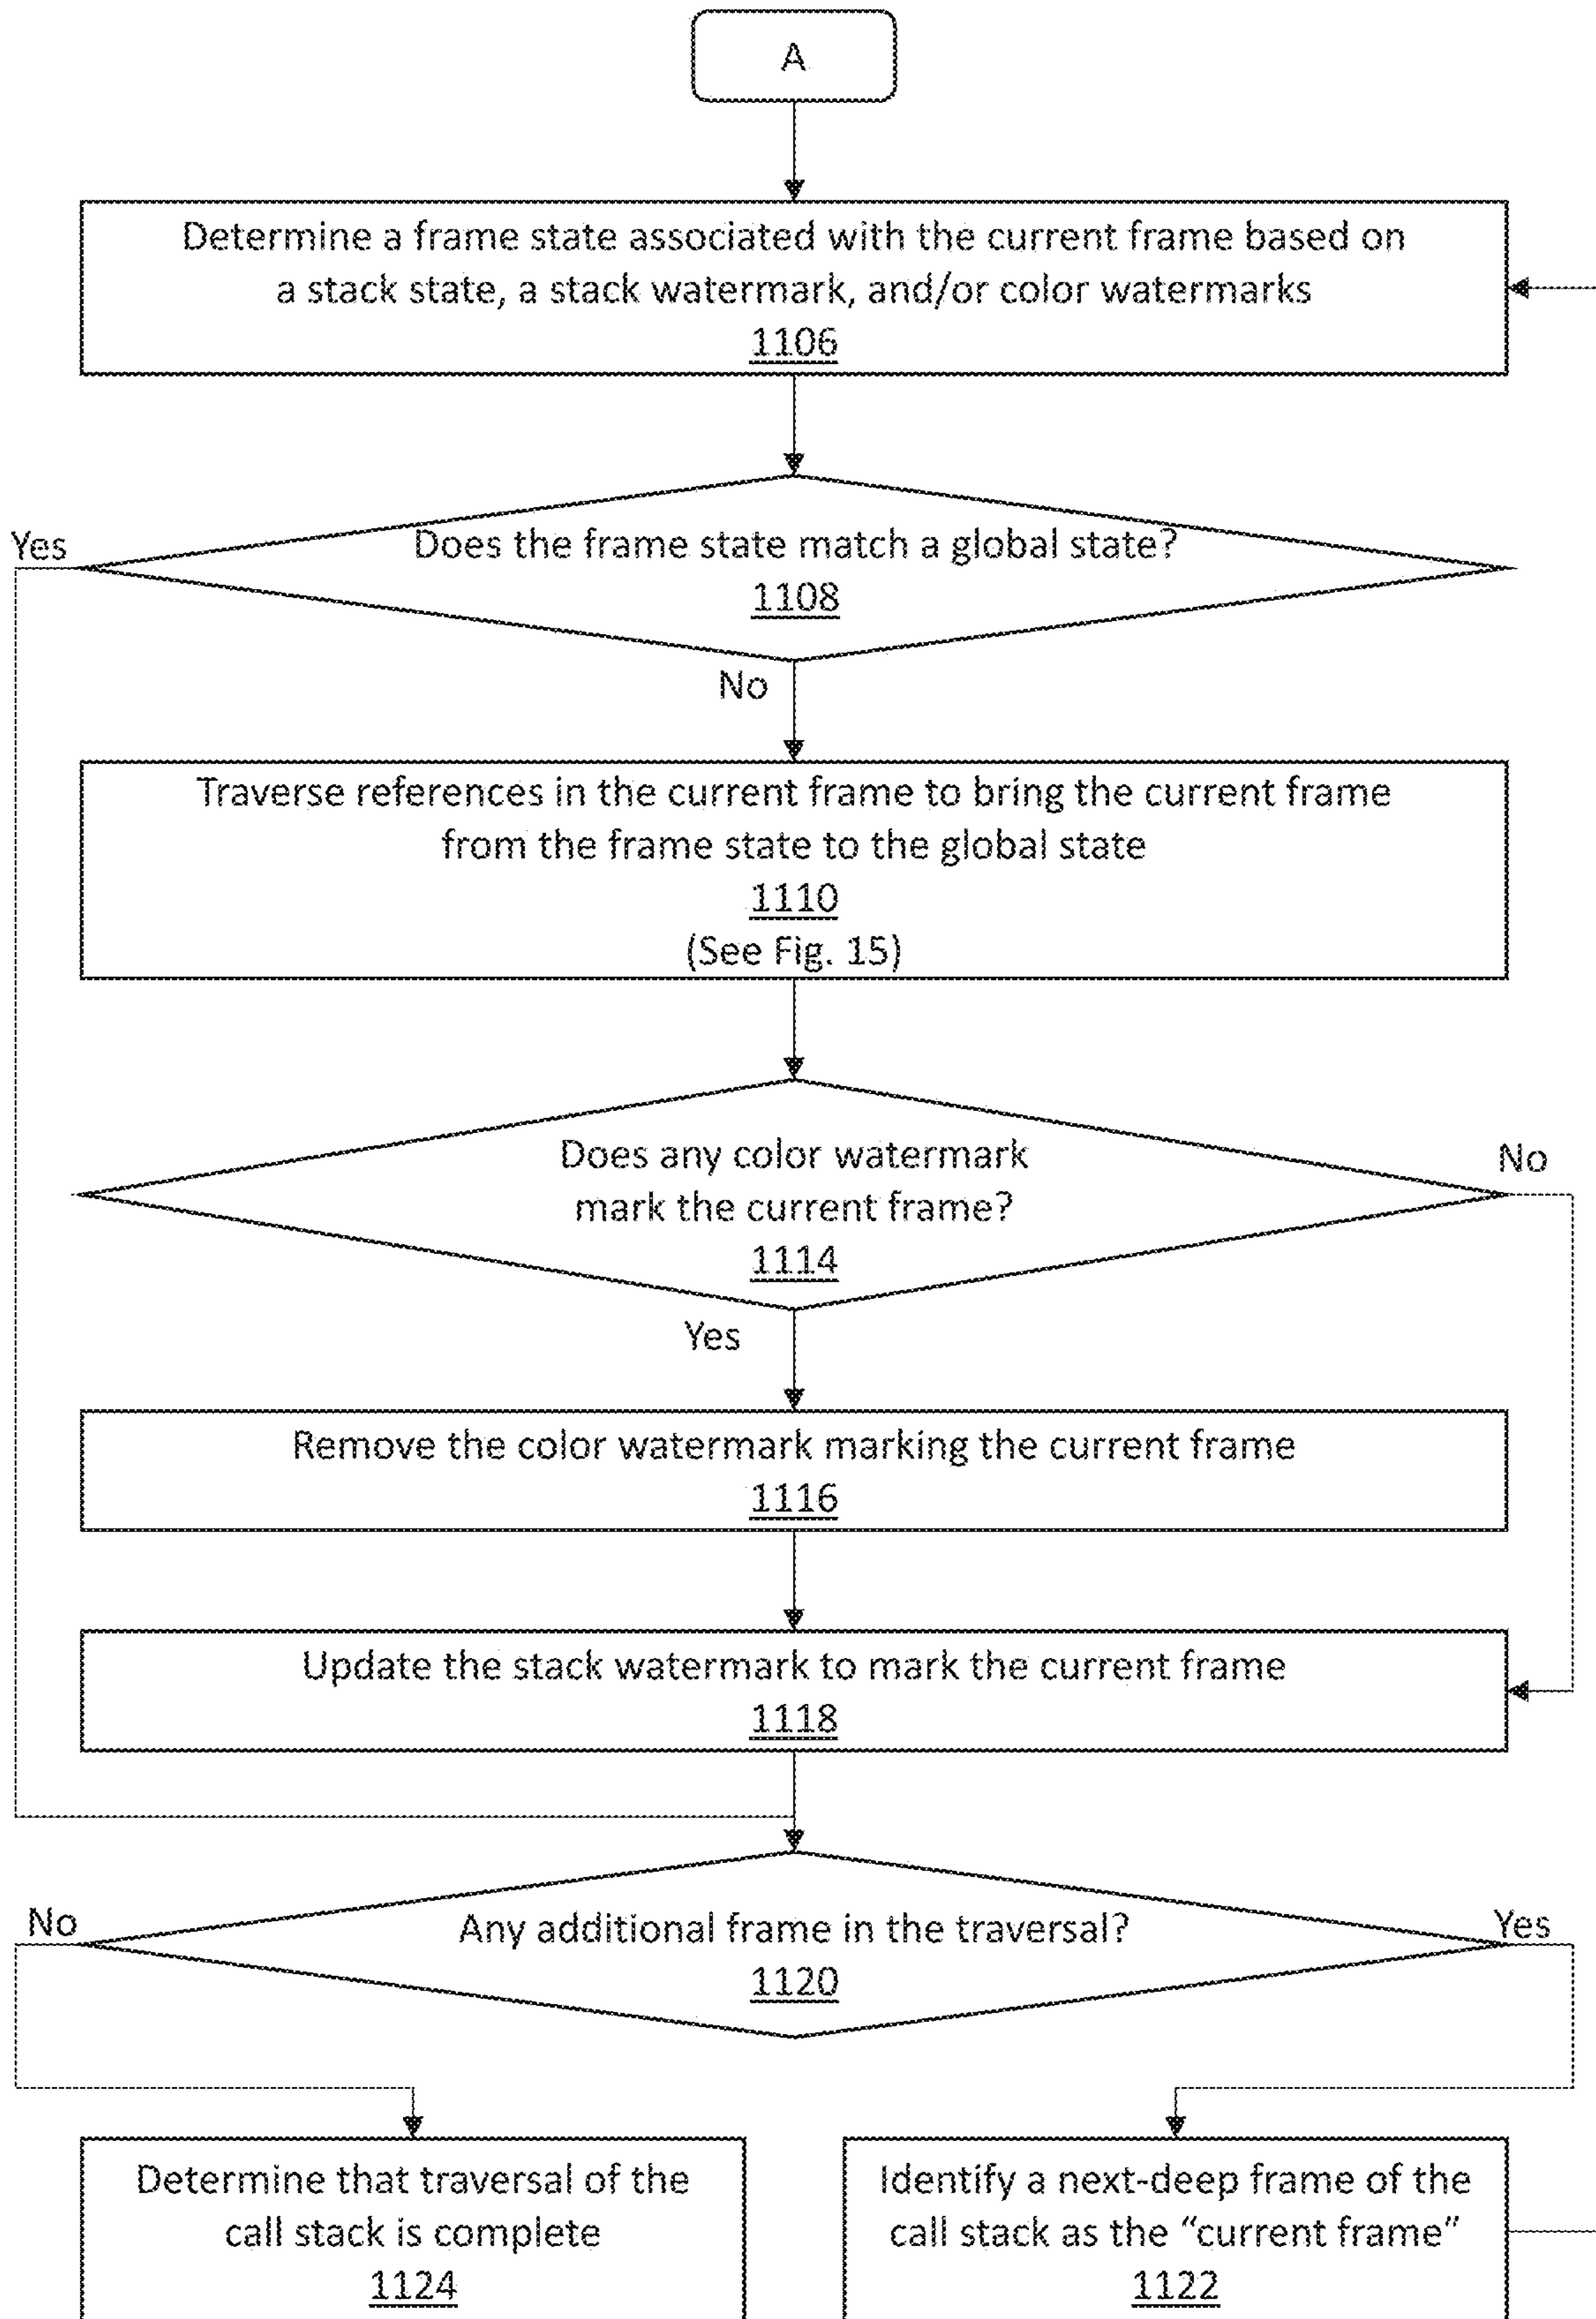 A
Determine a frame state associated with the current frame based on
a stack state, a stack watermark, and/or color watermarks
1106
Yes
Does the frame state match a global state?
1108
No
Traverse references in the current frame to bring the current frame
from the frame state to the global state
1110
(See Fig. 15)
Does any color watermark
mark the current frame?
1114
No
Yes
Remove the color watermark marking the current frame
1116
Update the stack watermark to mark the current frame
1118
No
Any additional frame in the traversal?
1120
Yes
Determine that traversal of the
call stack is complete
1124
Identify a next-deep frame of the
call stack as the “current frame”
1122